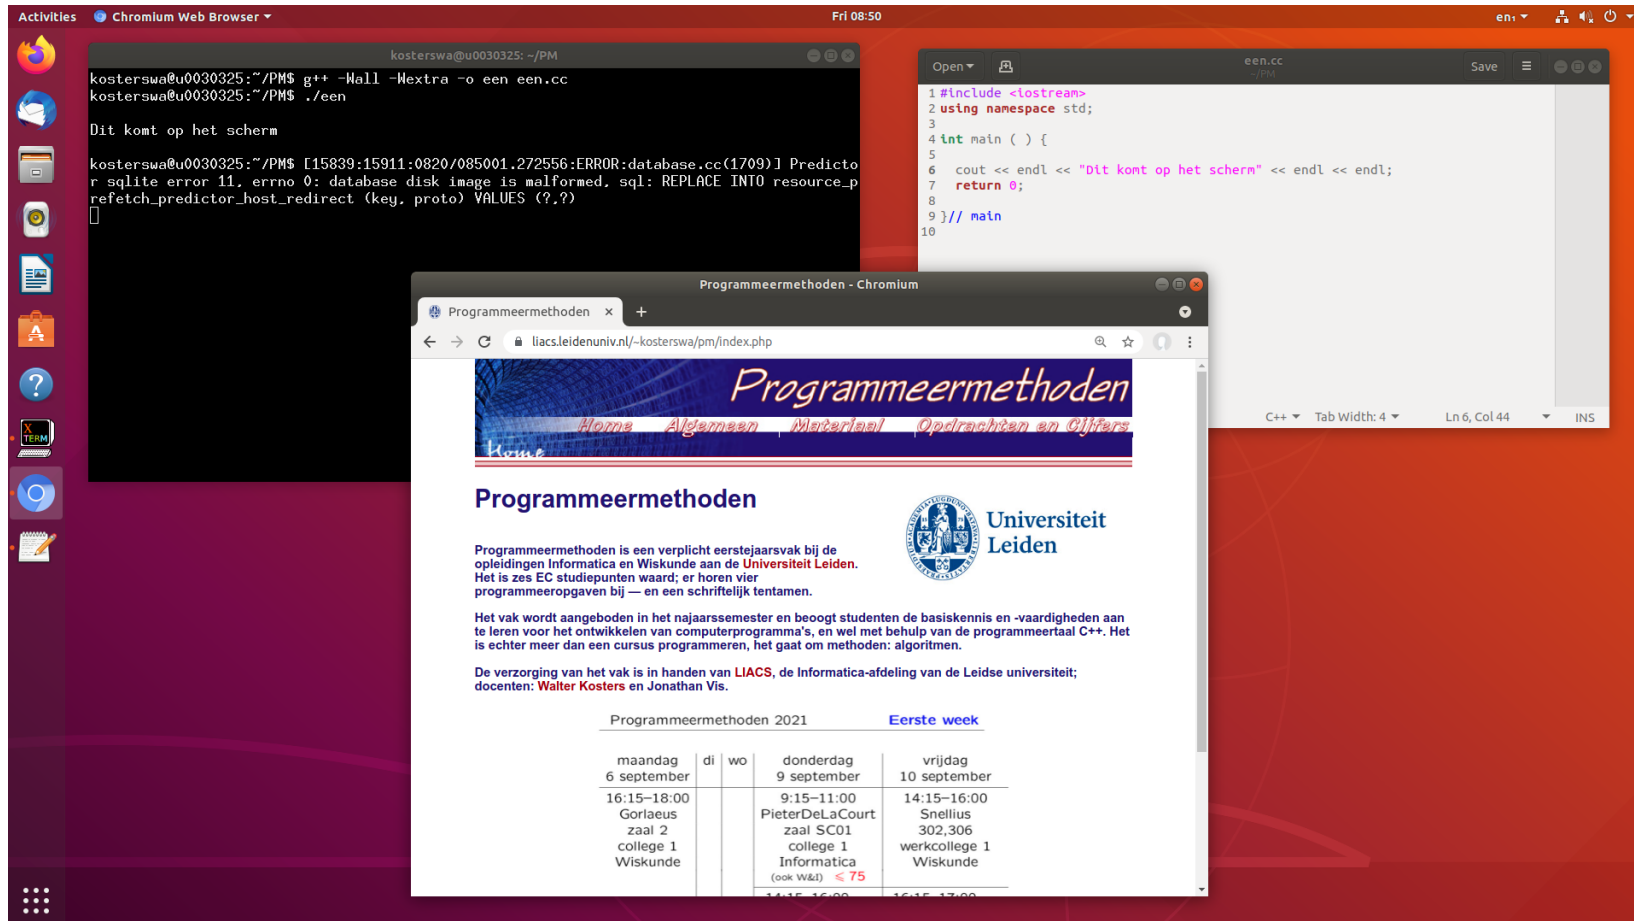 Activities Chromium Web Browser Fri 08:50 en₁
kosterswa@u0030325: ~/PM
kosterswa@u0030325:~/PM$ g++ -Wall -Wextra -o een een.cc
kosterswa@u0030325:~/PM$ ./een
Dit komt op het scherm
kosterswa@u0030325:~/PM$ [15839:15911:0820/085001.272556:ERROR:database.cc(1709)] Predicto
r sqlite error 11, errno 0: database disk image is malformed, sql: REPLACE INTO resource_p
refetch_predictor_host_redirect (key, proto) VALUES (?,?)
Open een.cc Save
~/PM
1 #include <iostream>
2 using namespace std;
3
4 int main ( ) {
5
6 cout << endl << "Dit komt op het scherm" << endl << endl;
7 return 0;
8
9 }// main
10
C++ Tab Width: 4 Ln 6, Col 44 INS
X
TERM
Programmeermethoden - Chromium
Programmeermethoden
liacs.leidenuniv.nl/~kosterswa/pm/index.php
Programmeermethoden
Home Algemeen Materiaal Opdrachten en Cijfers
Home
Programmeermethoden
Universiteit
Leiden
Programmeermethoden is een verplicht eerstejaarsvak bij de
opleidingen Informatica en Wiskunde aan de Universiteit Leiden.
Het is zes EC studiepunten waard; er horen vier
programmeeropgaven bij — en een schriftelijk tentamen.
Het vak wordt aangeboden in het najaarssemester en beoogt studenten de basiskennis en -vaardigheden aan
te leren voor het ontwikkelen van computerprogramma's, en wel met behulp van de programmeertaal C++. Het
is echter meer dan een cursus programmeren, het gaat om methoden: algoritmen.
De verzorging van het vak is in handen van LIACS, de Informatica-afdeling van de Leidse universiteit;
docenten: Walter Kosters en Jonathan Vis.
Programmeermethoden 2021 Eerste week
maandag di wo donderdag vrijdag
6 september 9 september 10 september
16:15–18:00 9:15–11:00 14:15–16:00
Gorlaeus PieterDeLaCourt Snellius
zaal 2 zaal SC01 302,306
college 1 college 1 werkcollege 1
Wiskunde Informatica Wiskunde
(ook W&I) ⩽ 75
14:15–16:00 16:15–17:00